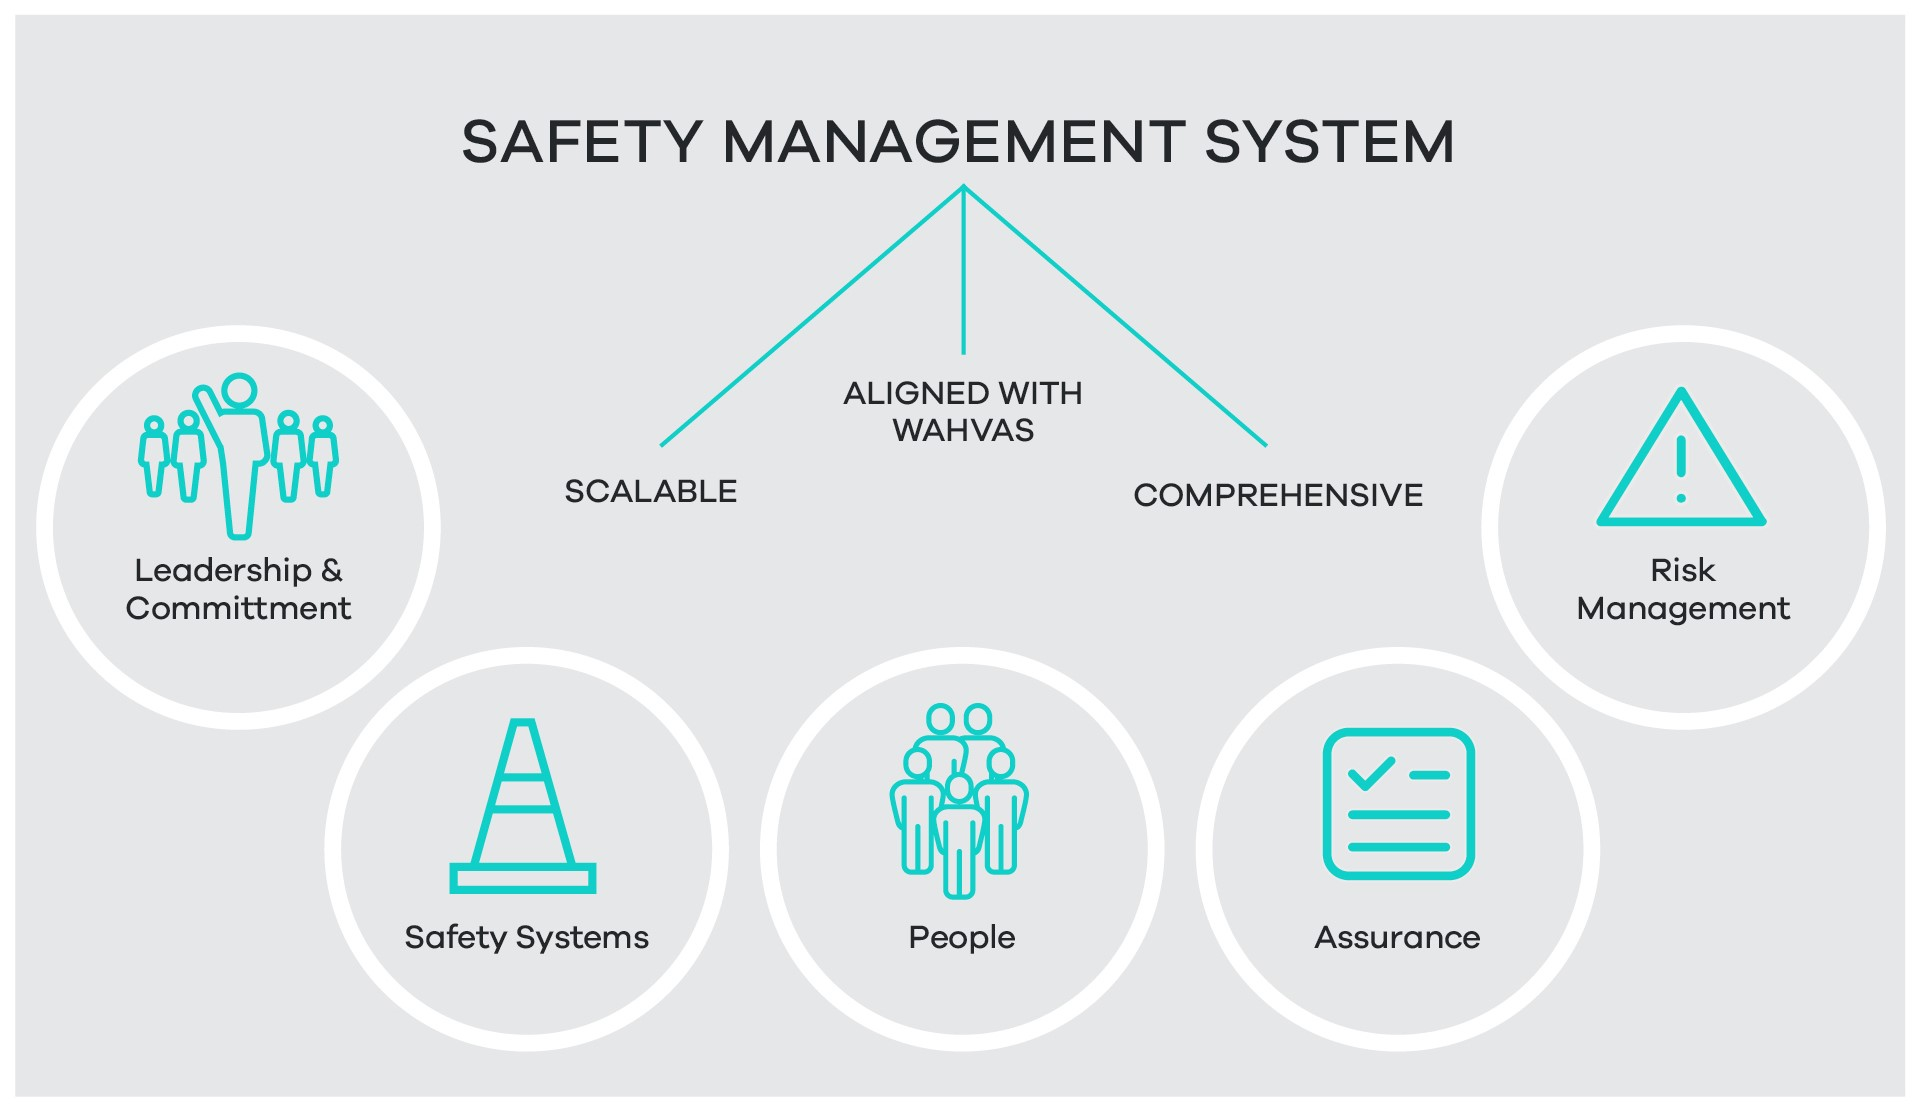 SAFETY MANAGEMENT SYSTEM
ALIGNED WITH
WAHVAS
SCALABLE
COMPREHENSIVE
Leadership &
Committment
Risk
Management
Safety Systems
People
Assurance